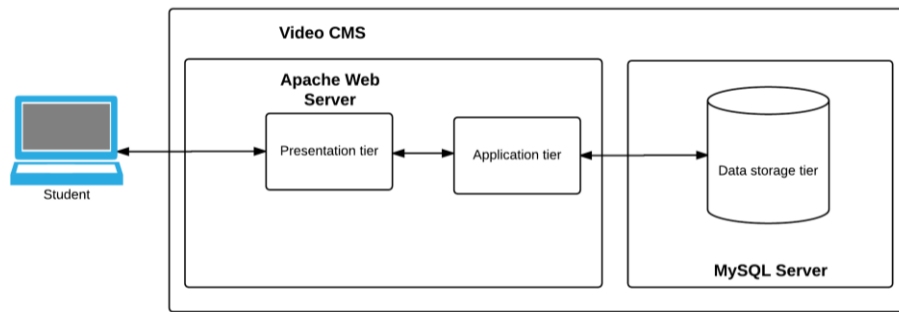 Video CMS
Apache Web
Server
Presentation tier
Application tier
Data storage tier
Student
MySQL Server